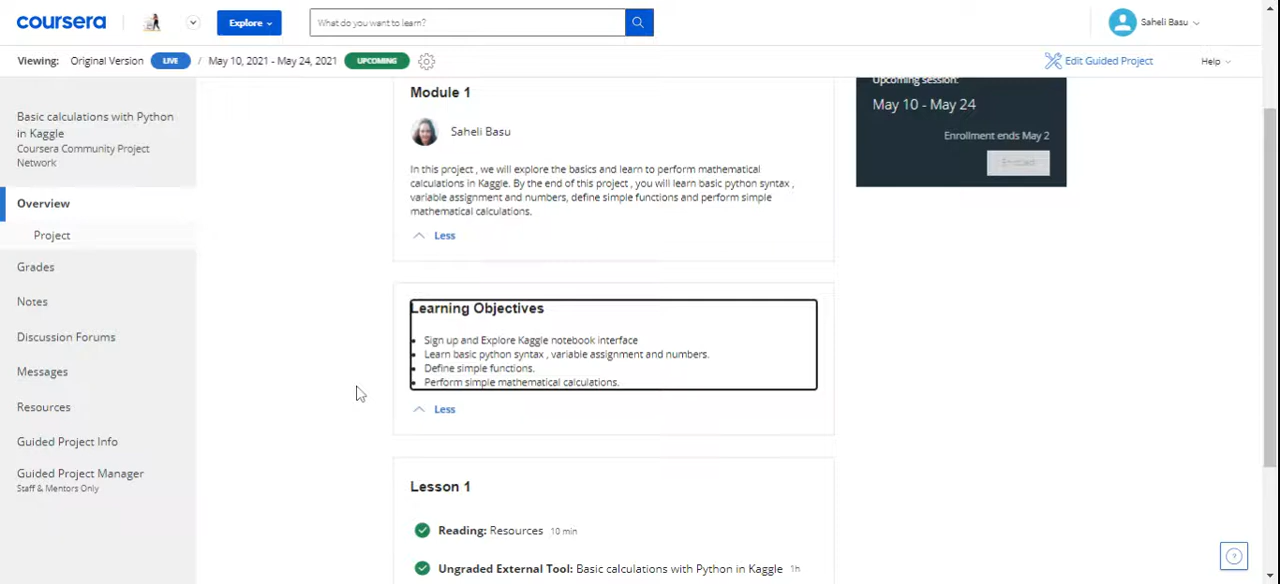 coursera
Explore
What do you want to learn?
Saheli Basu
Viewing: Original Version LIVE / May 10, 2021 - May 24, 2021 UPCOMING
Edit Guided Project
Help
Basic calculations with Python
in Kaggle
Coursera Community Project
Network
Overview
Project
Grades
Notes
Discussion Forums
Messages
Resources
Guided Project Info
Guided Project Manager
Staff & Mentors Only
Module 1
Saheli Basu
In this project , we will explore the basics and learn to perform mathematical
calculations in Kaggle. By the end of this project , you will learn basic python syntax ,
variable assignment and numbers, define simple functions and perform simple
mathematical calculations.
Less
Learning Objectives
Sign up and Explore Kaggle notebook interface
Learn basic python syntax , variable assignment and numbers.
Define simple functions.
Perform simple mathematical calculations.
Less
Lesson 1
Reading: Resources 10 min
Ungraded External Tool: Basic calculations with Python in Kaggle 1h
Upcoming session:
May 10 - May 24
Enrollment ends May 2
Enrolled